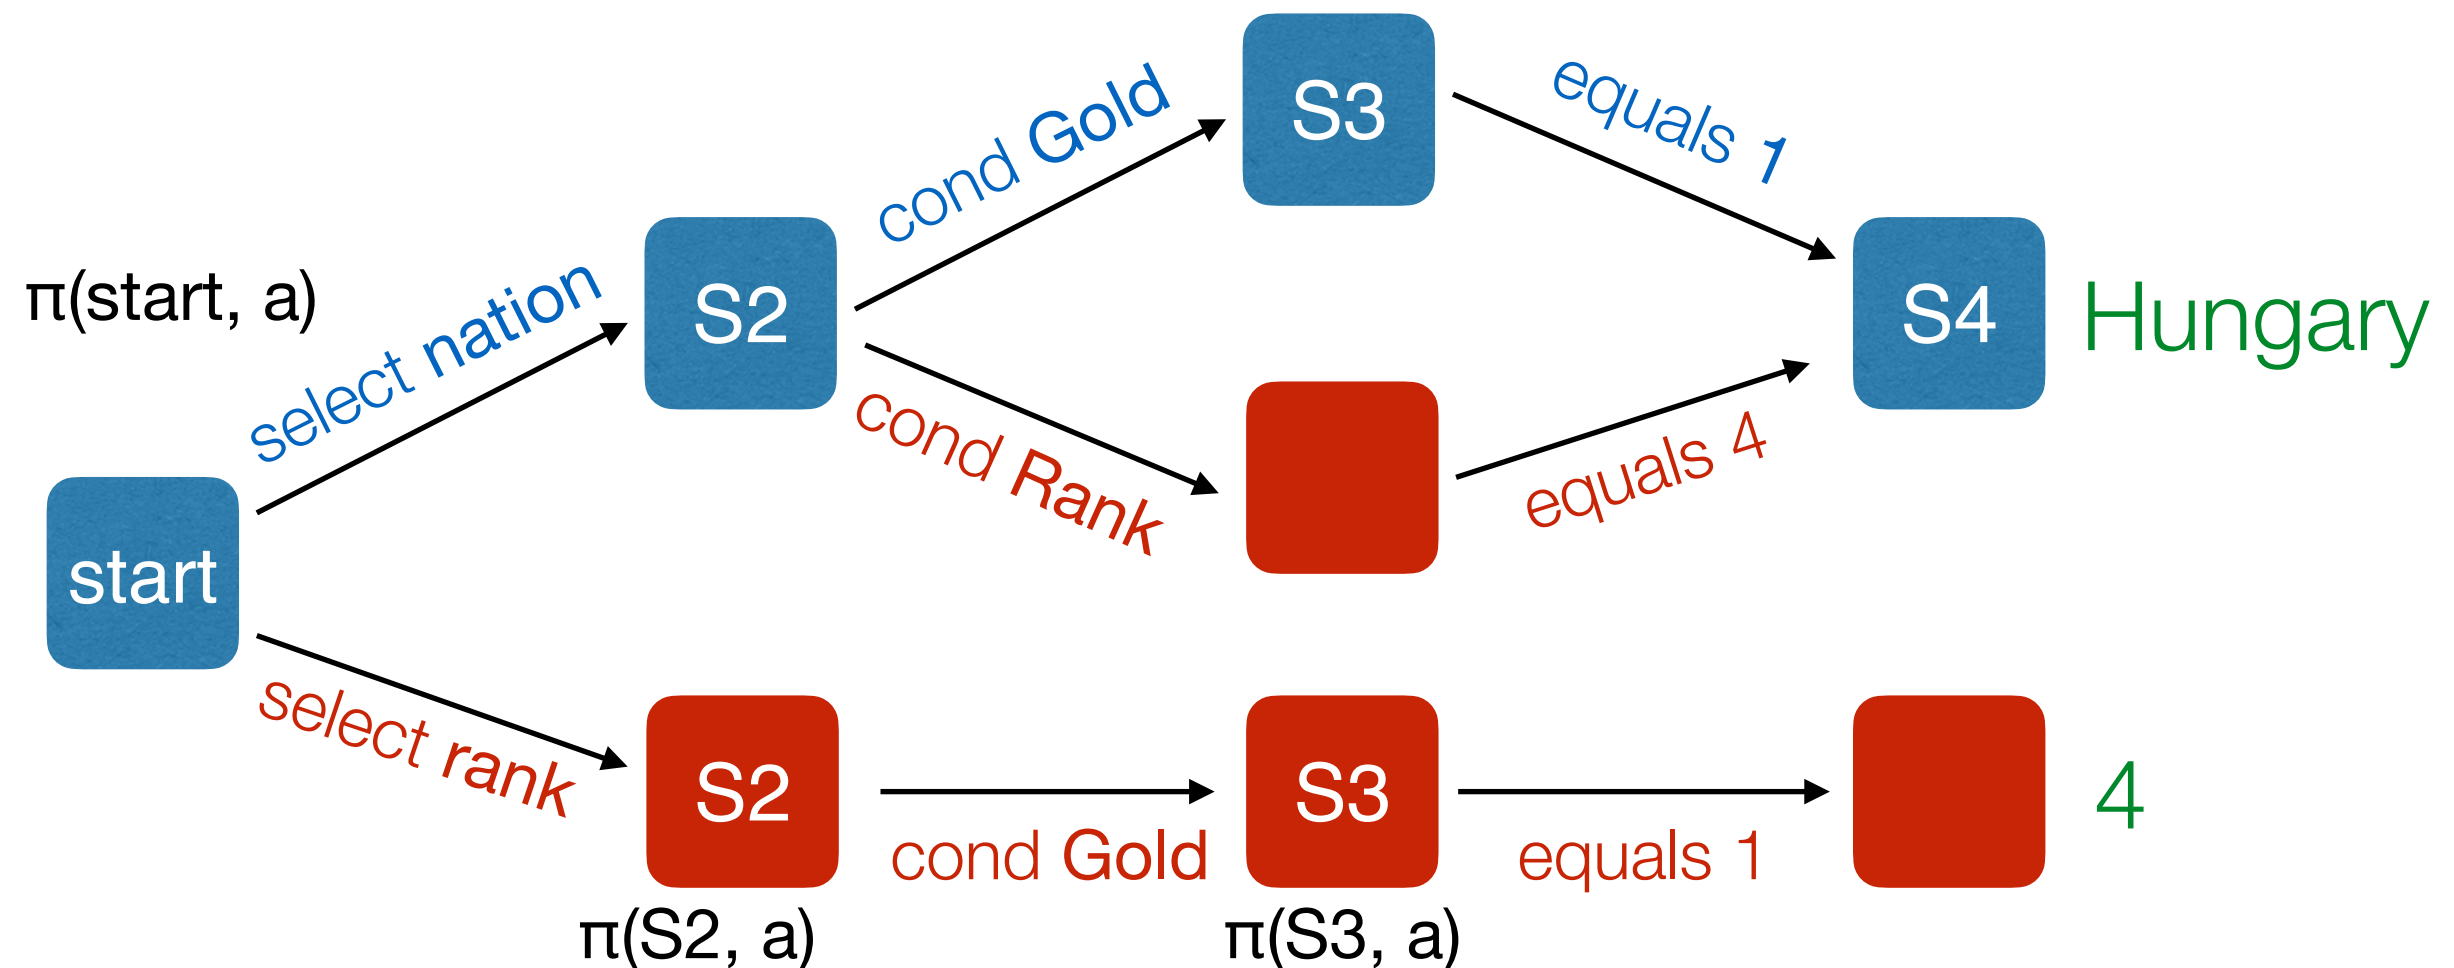 S3
equals 1
cond Gold
S2
S4
Hungary
π(start, a)
select nation
cond Rank
equals 4
start
select rank
S2
S3
4
cond Gold
equals 1
π(S2, a)
π(S3, a)